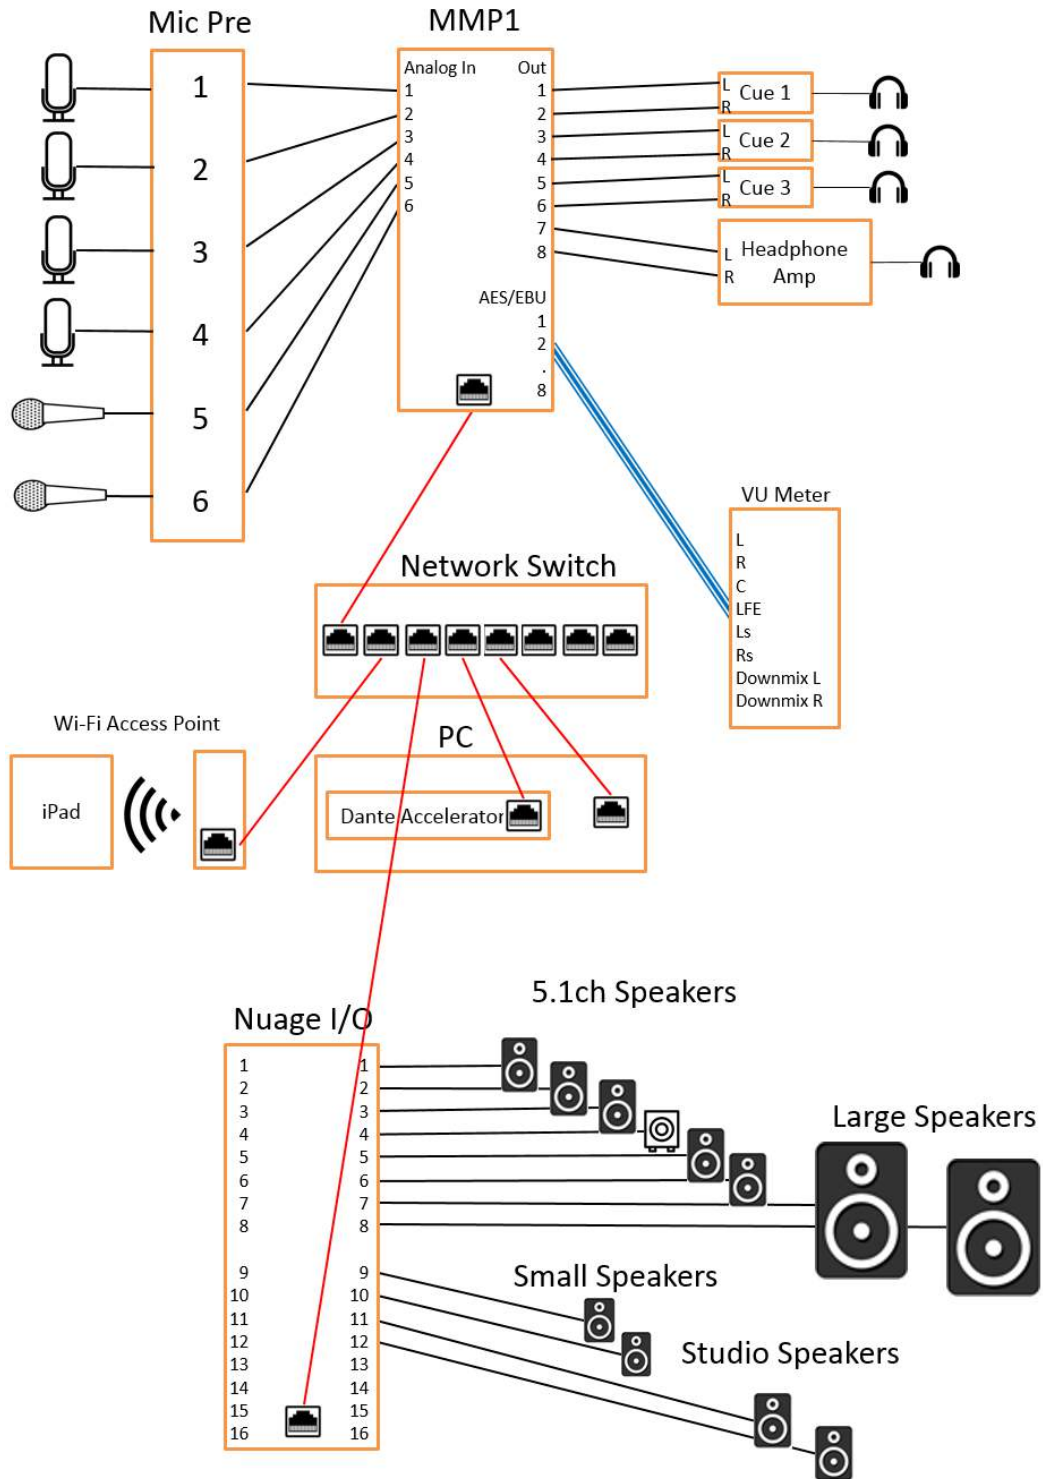 Mic Pre
1
2
3
4
5
6
MMP1
Analog In
1
2
3
4
5
6
Out
1
2
3
4
5
6
7
8
AES/EBU
1
2
.
8
L
R
Cue 1
L
R
Cue 2
L
R
Cue 3
L
R
Headphone
Amp
VU Meter
L
R
C
LFE
Ls
Rs
Downmix L
Downmix R
Network Switch
Wi-Fi Access Point
iPad
PC
Dante Accelerator
Nuage I/O
1
2
3
4
5
6
7
8
9
10
11
12
13
14
15
16
1
2
3
4
5
6
7
8
9
10
11
12
13
14
15
16
5.1ch Speakers
Large Speakers
Small Speakers
Studio Speakers